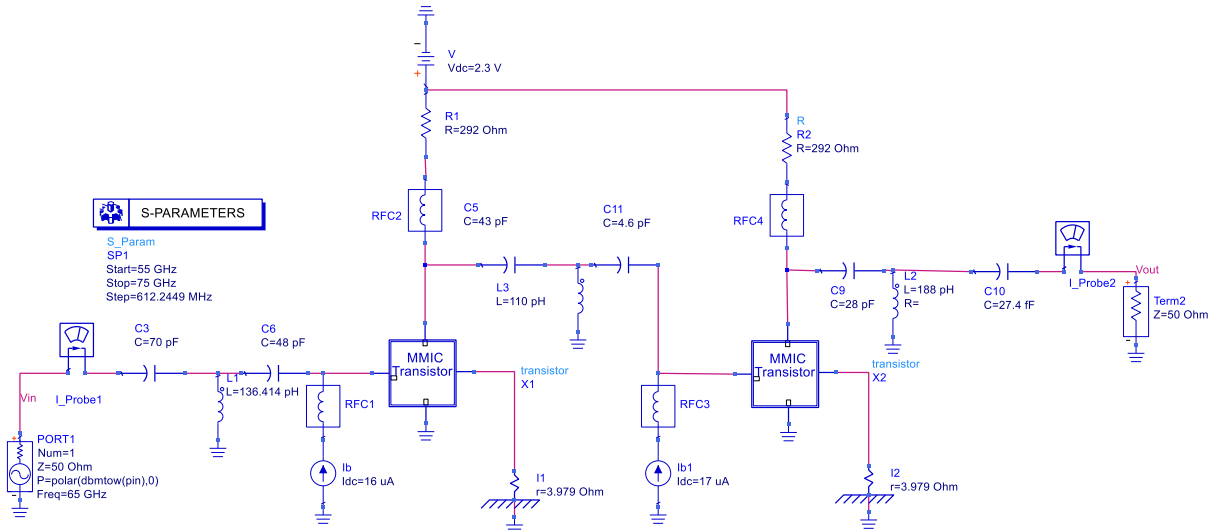 V
Vdc=2.3 V
R1
R=292 Ohm
R
R2
R=292 Ohm
S-PARAMETERS
S_Param
SP1
Start=55 GHz
Stop=75 GHz
Step=612.2449 MHz
RFC2
C5
C=43 pF
C11
C=4.6 pF
RFC4
L3
L=110 pH
C9
C=28 pF
L2
L=188 pH
R=
C10
C=27.4 fF
I_Probe2
Vout
Term2
Z=50 Ohm
C3
C=70 pF
C6
C=48 pF
MMIC
Transistor
transistor
X1
MMIC
Transistor
transistor
X2
Vin
I_Probe1
L1
L=136.414 pH
RFC1
RFC3
PORT1
Num=1
Z=50 Ohm
P=polar(dbmtow(pin),0)
Freq=65 GHz
Ib
Idc=16 uA
I1
r=3.979 Ohm
Ib1
Idc=17 uA
I2
r=3.979 Ohm